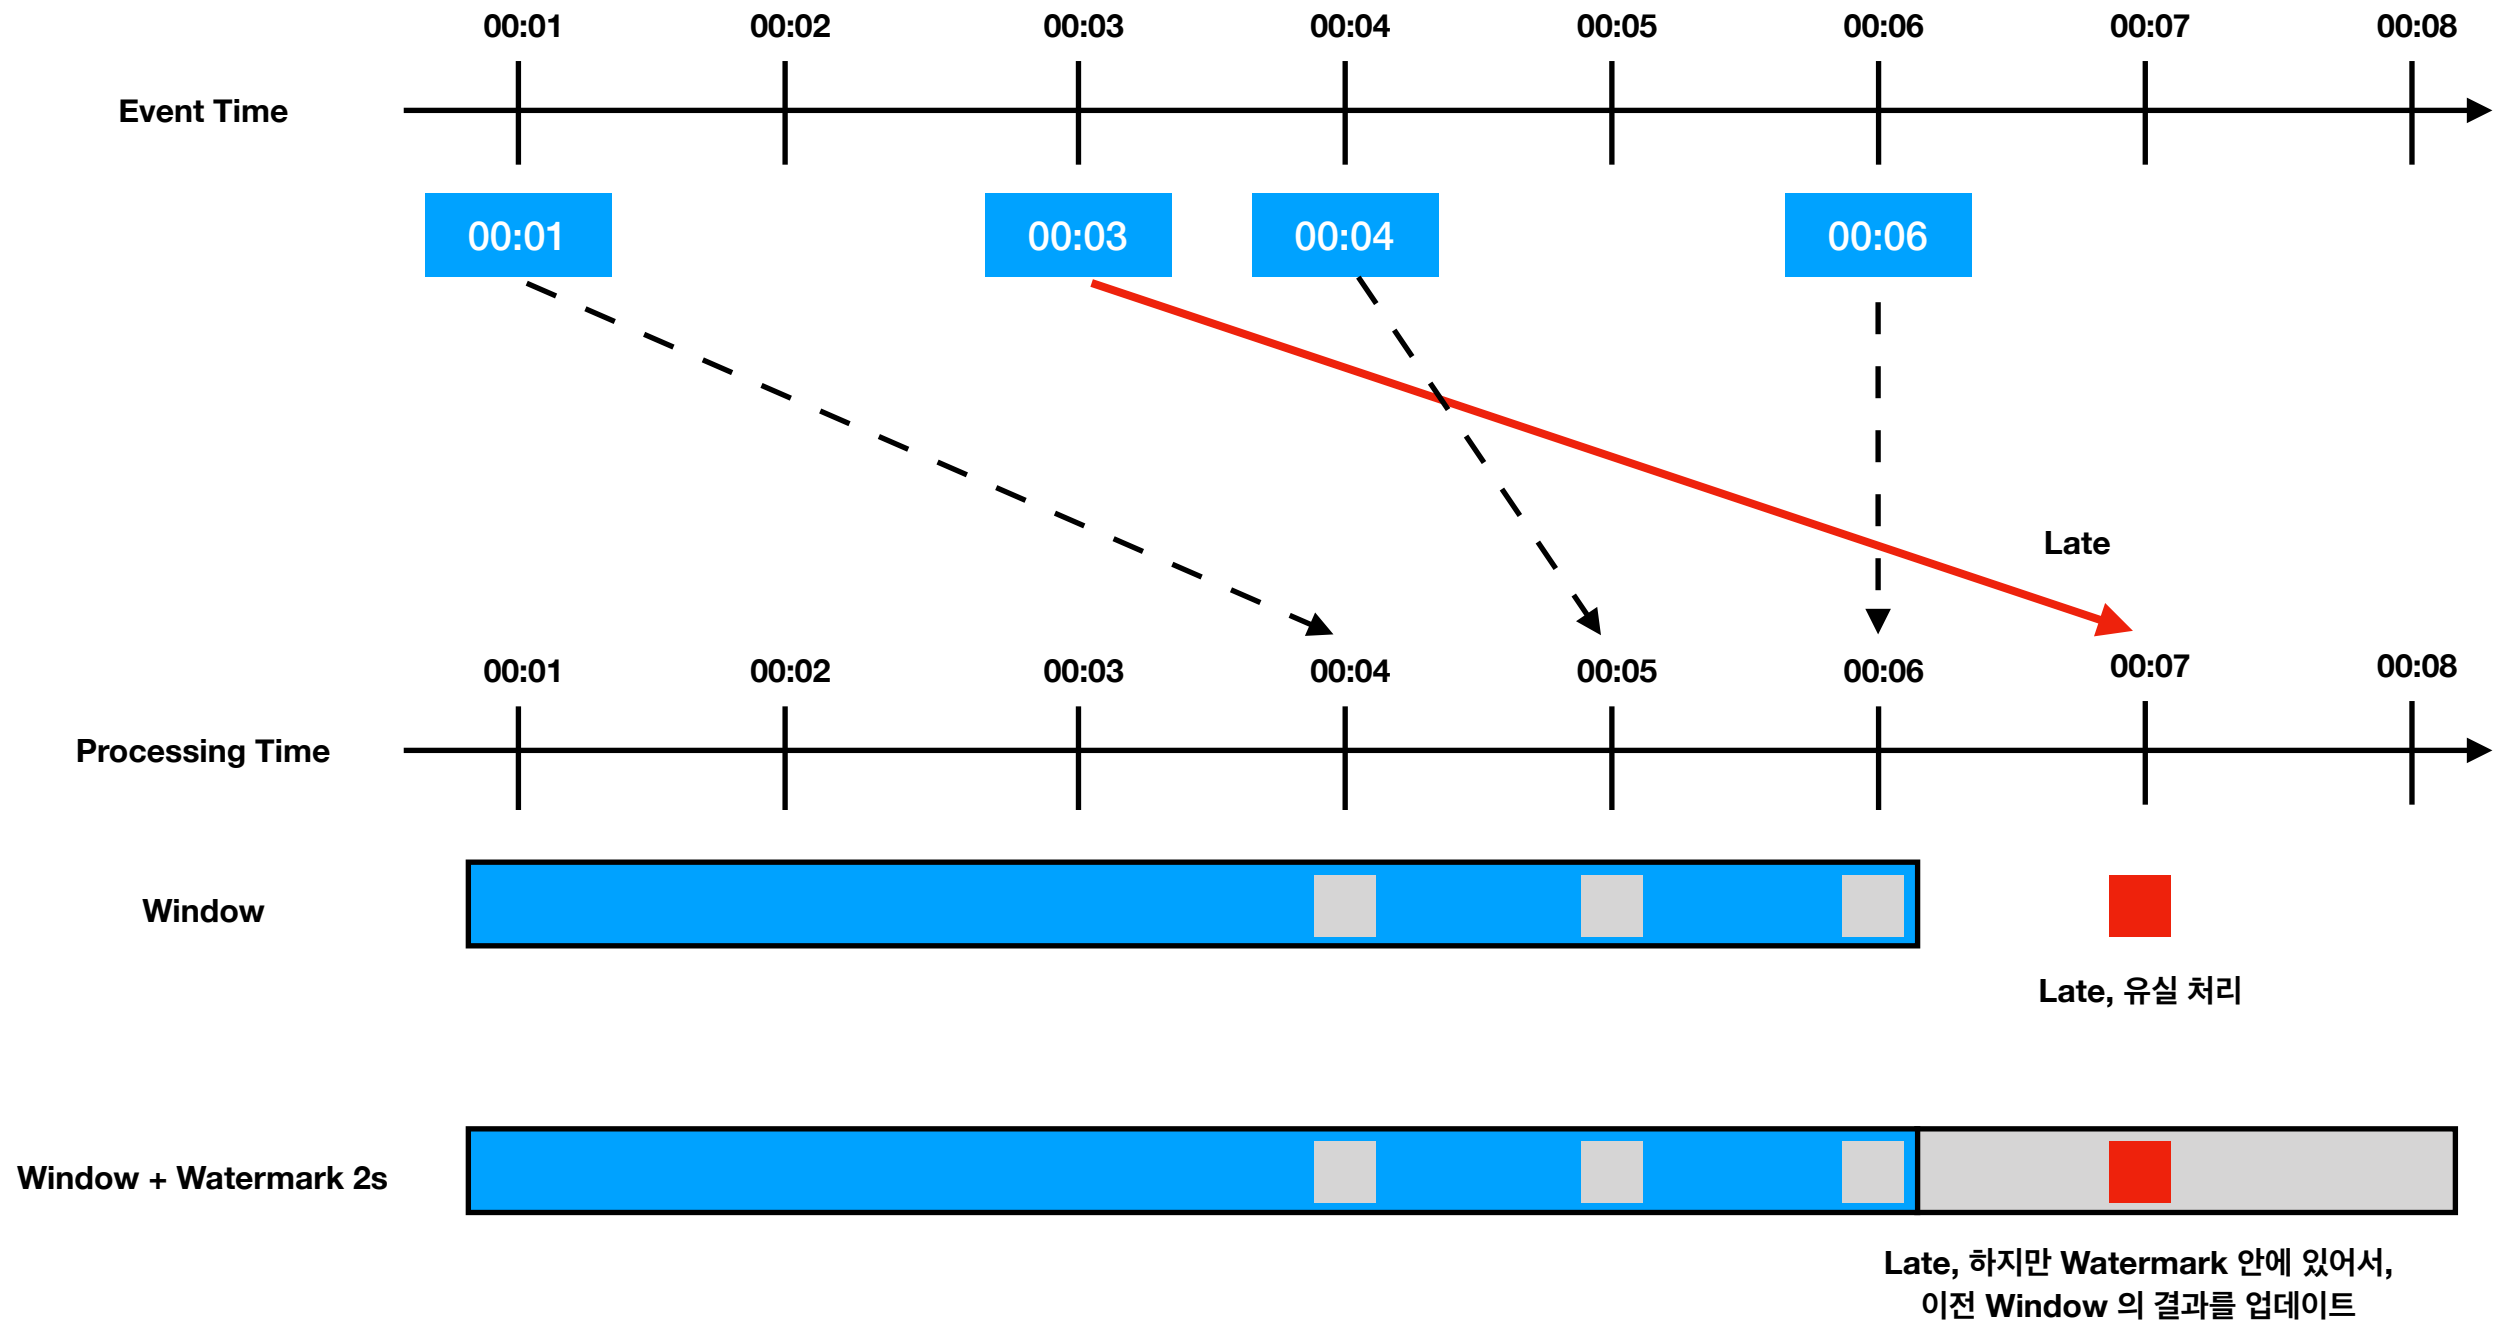 00:01 00:02 00:03 00:04 00:05 00:06 00:07 00:08
Event Time
00:01 00:03 00:04 00:06
Late
00:01 00:02 00:03 00:04 00:05 00:06 00:07 00:08
Processing Time
Window
Late, 유실 처리
Window + Watermark 2s
Late, 하지만 Watermark 안에 있어서,
이전 Window 의 결과를 업데이트